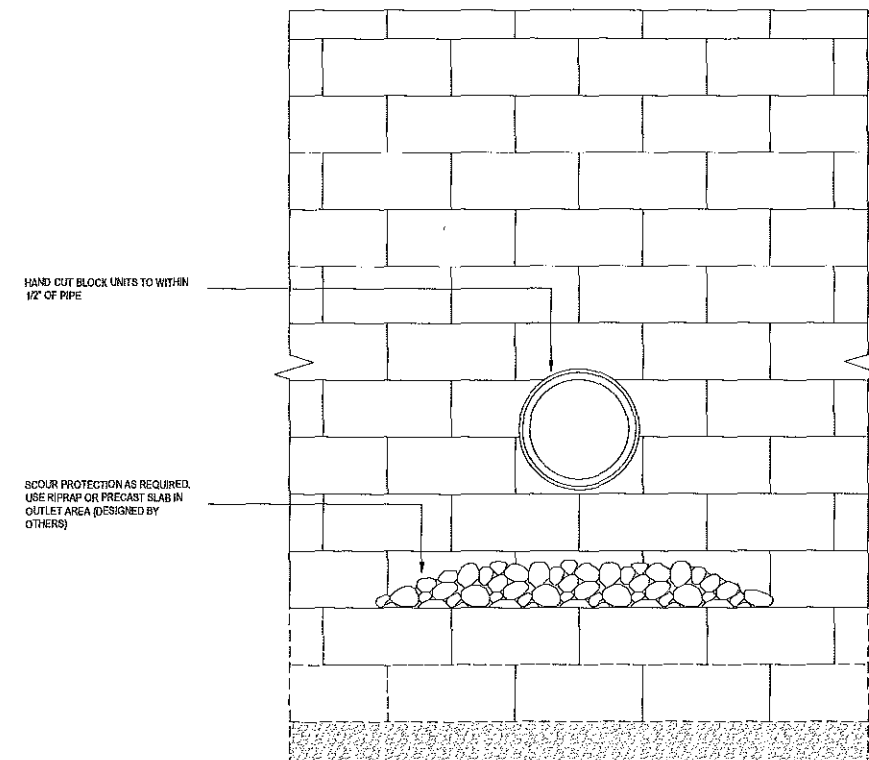 HAND CUT BLOCK UNITS TO WITHIN
1/2" OF PIPE
SCOUR PROTECTION AS REQUIRED.
USE RIPRAP OR PRECAST SLAB IN
OUTLET AREA (DESIGNED BY
OTHERS)